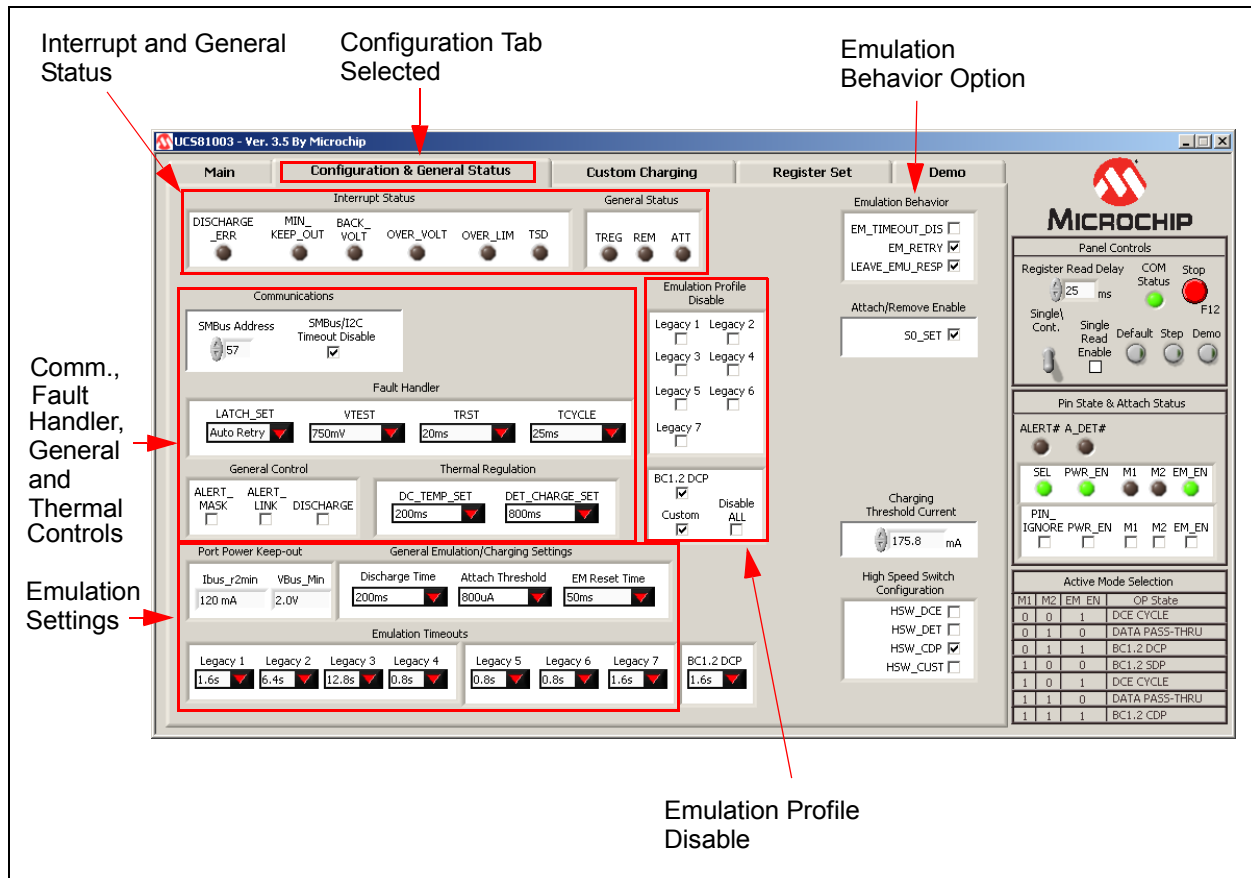 Interrupt and General
Status
Configuration Tab
Selected
Emulation
Behavior Option
UCS81003 - Ver. 3.5 By Microchip
Main
Configuration & General Status
Custom Charging
Register Set
Demo
Interrupt Status
DISCHARGE
_ERR
MIN_
KEEP_OUT
BACK_
VOLT
OVER_VOLT
OVER_LIM
TSD
General Status
TREG
REM
ATT
Emulation Behavior
EM_TIMEOUT_DIS
EM_RETRY
LEAVE_EMU_RESP
Attach/Remove Enable
S0_SET
Comm.,
Fault
Handler,
General
and
Thermal
Controls
Communications
SMBus Address
57
SMBus/I2C
Timeout Disable
Fault Handler
LATCH_SET
Auto Retry
VTEST
750mV
TRST
20ms
TCYCLE
25ms
General Control
ALERT_
MASK
ALERT_
LINK
DISCHARGE
Thermal Regulation
DC_TEMP_SET
200ms
DET_CHARGE_SET
800ms
Emulation Profile
Disable
Legacy 1
Legacy 2
Legacy 3
Legacy 4
Legacy 5
Legacy 6
Legacy 7
BC1.2 DCP
Custom
Disable
ALL
Emulation
Settings
Port Power Keep-out
Ibus_r2min
120 mA
VBus_Min
2.0V
General Emulation/Charging Settings
Discharge Time
200ms
Attach Threshold
800uA
EM Reset Time
50ms
Emulation Timeouts
Legacy 1
1.6s
Legacy 2
6.4s
Legacy 3
12.8s
Legacy 4
0.8s
Legacy 5
0.8s
Legacy 6
0.8s
Legacy 7
1.6s
BC1.2 DCP
1.6s
Charging
Threshold Current
175.8 mA
High Speed Switch
Configuration
HSW_DCE
HSW_DET
HSW_CDP
HSW_CUST
MICROCHIP
Panel Controls
Register Read Delay
25 ms
COM
Status
Stop
F12
Single\
Cont.
Single
Read
Enable
Default
Step
Demo
Pin State & Attach Status
ALERT#
A_DET#
SEL
PWR_EN
M1
M2
EM_EN
PIN_
IGNORE
PWR_EN
M1
M2
EM_EN
Active Mode Selection
M1 M2 EM_EN OP State
0 0 1 DCE CYCLE
0 1 0 DATA PASS-THRU
0 1 1 BC1.2 DCP
1 0 0 BC1.2 SDP
1 0 1 DCE CYCLE
1 1 0 DATA PASS-THRU
1 1 1 BC1.2 CDP
Emulation Profile
Disable